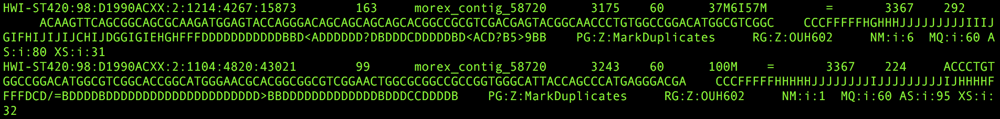 HWI-ST420:98:D1990ACXX:2:1214:4267:15873 163 morex_contig_58720 3175 60 37M6I57M = 3367 292
ACAAGTTCAGCGGCAGCGCAAGATGGAGTACCAGGGACAGCAGCAGCAGCACGGCCGCGTCGACGAGTACGGCAACCCTGTGGCCGGACATGGCGTCGGC CCCFFFFFHGHHHJJJJJJJJJIIIJ
GIFHIJIJIJCHIJDGGIGIEHGHFFFDDDDDDDDDDDBBD<ADDDDDD?DBDDDCDDDDDBD<ACD?B5>9BB PG:Z:MarkDuplicates RG:Z:OUH602 NM:i:6 MQ:i:60 A
S:i:80 XS:i:31
HWI-ST420:98:D1990ACXX:2:1104:4820:43021 99 morex_contig_58720 3243 60 100M = 3367 224 ACCCTGT
GGCCGGACATGGCGTCGGCACCGGCATGGGAACGCACGGCGGCGTCGGAACTGGCGCGGCCGCCGGTGGGCATTACCAGCCCATGAGGGACGA CCCFFFFFHHHHHJJJJJJJJIJJJJJJJJJIJHHHHF
FFFDCD/=BDDDDBDDDDDDDDDDDDDDDDDDDDD>BBDDDDDDDDDDDDDBDDDCCDDDDB PG:Z:MarkDuplicates RG:Z:OUH602 NM:i:1 MQ:i:60 AS:i:95 XS:i:
32